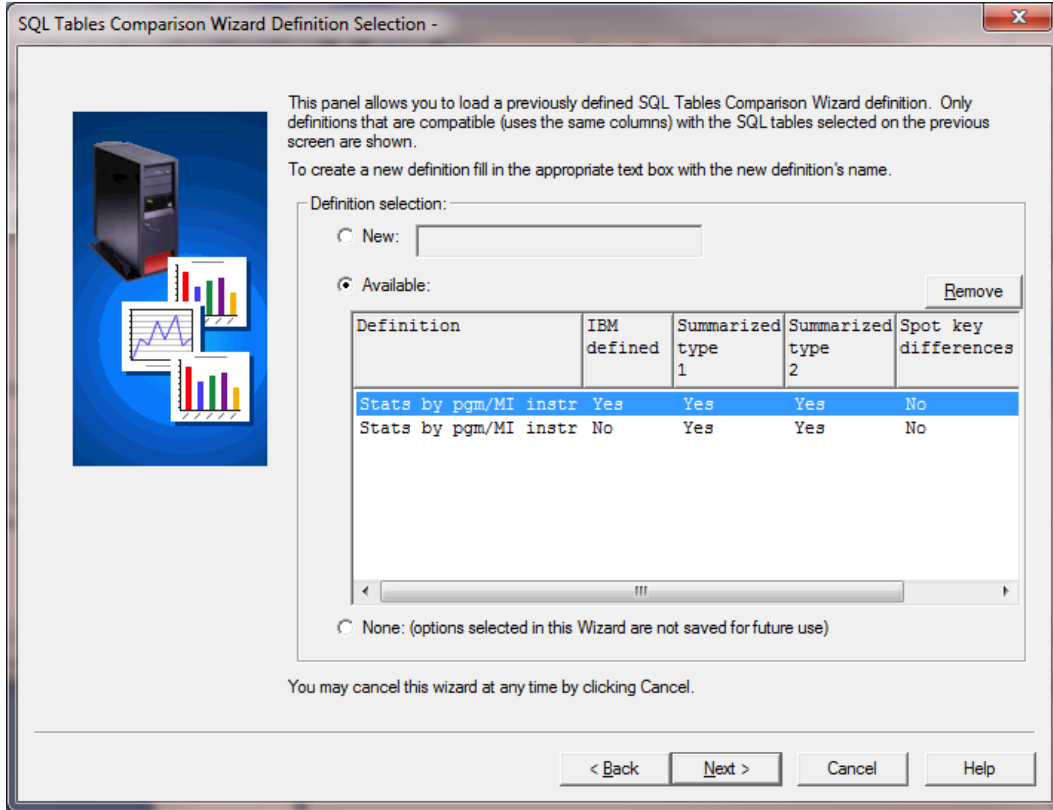 SQL Tables Comparison Wizard Definition Selection -
This panel allows you to load a previously defined SQL Tables Comparison Wizard definition.  Only
definitions that are compatible (uses the same columns) with the SQL tables selected on the previous
screen are shown.
To create a new definition fill in the appropriate text box with the new definition's name.
Definition selection:
New:
Available:
Remove
Definition IBM Summarized Summarized Spot key
defined type type differences
1 2
Stats by pgm/MI instr Yes Yes Yes No
Stats by pgm/MI instr No Yes Yes No
None: (options selected in this Wizard are not saved for future use)
You may cancel this wizard at any time by clicking Cancel.
< Back Next > Cancel Help